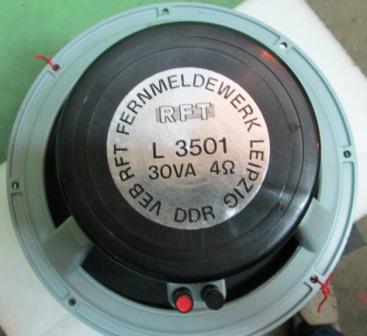 VEB RFT FERNMELDEWERK LEIPZIG
RFT
L 3501
30VA 4Ω
DDR